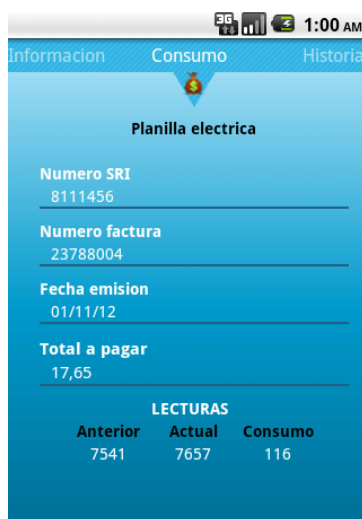 3G 1:00 AM
Informacion Consumo Historia
Planilla electrica
Numero SRI
8111456
Numero factura
23788004
Fecha emision
01/11/12
Total a pagar
17,65
LECTURAS
Anterior Actual Consumo
7541 7657 116